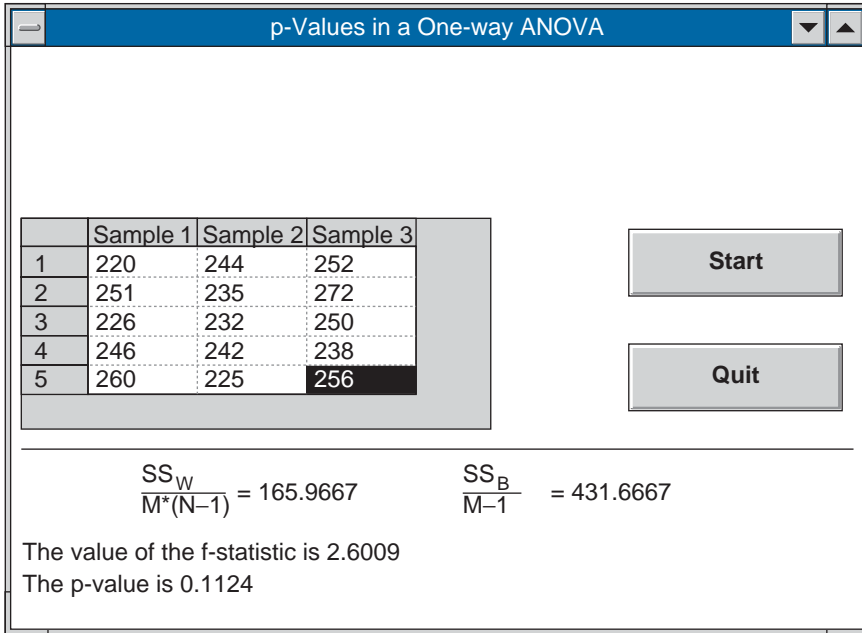 p-Values in a One-way ANOVA
Sample 1 Sample 2 Sample 3
1 220 244 252
2 251 235 272
3 226 232 250
4 246 242 238
5 260 225 256
Start
Quit
SS_W / M*(N−1) = 165.9667
SS_B / M−1 = 431.6667
The value of the f-statistic is 2.6009
The p-value is 0.1124